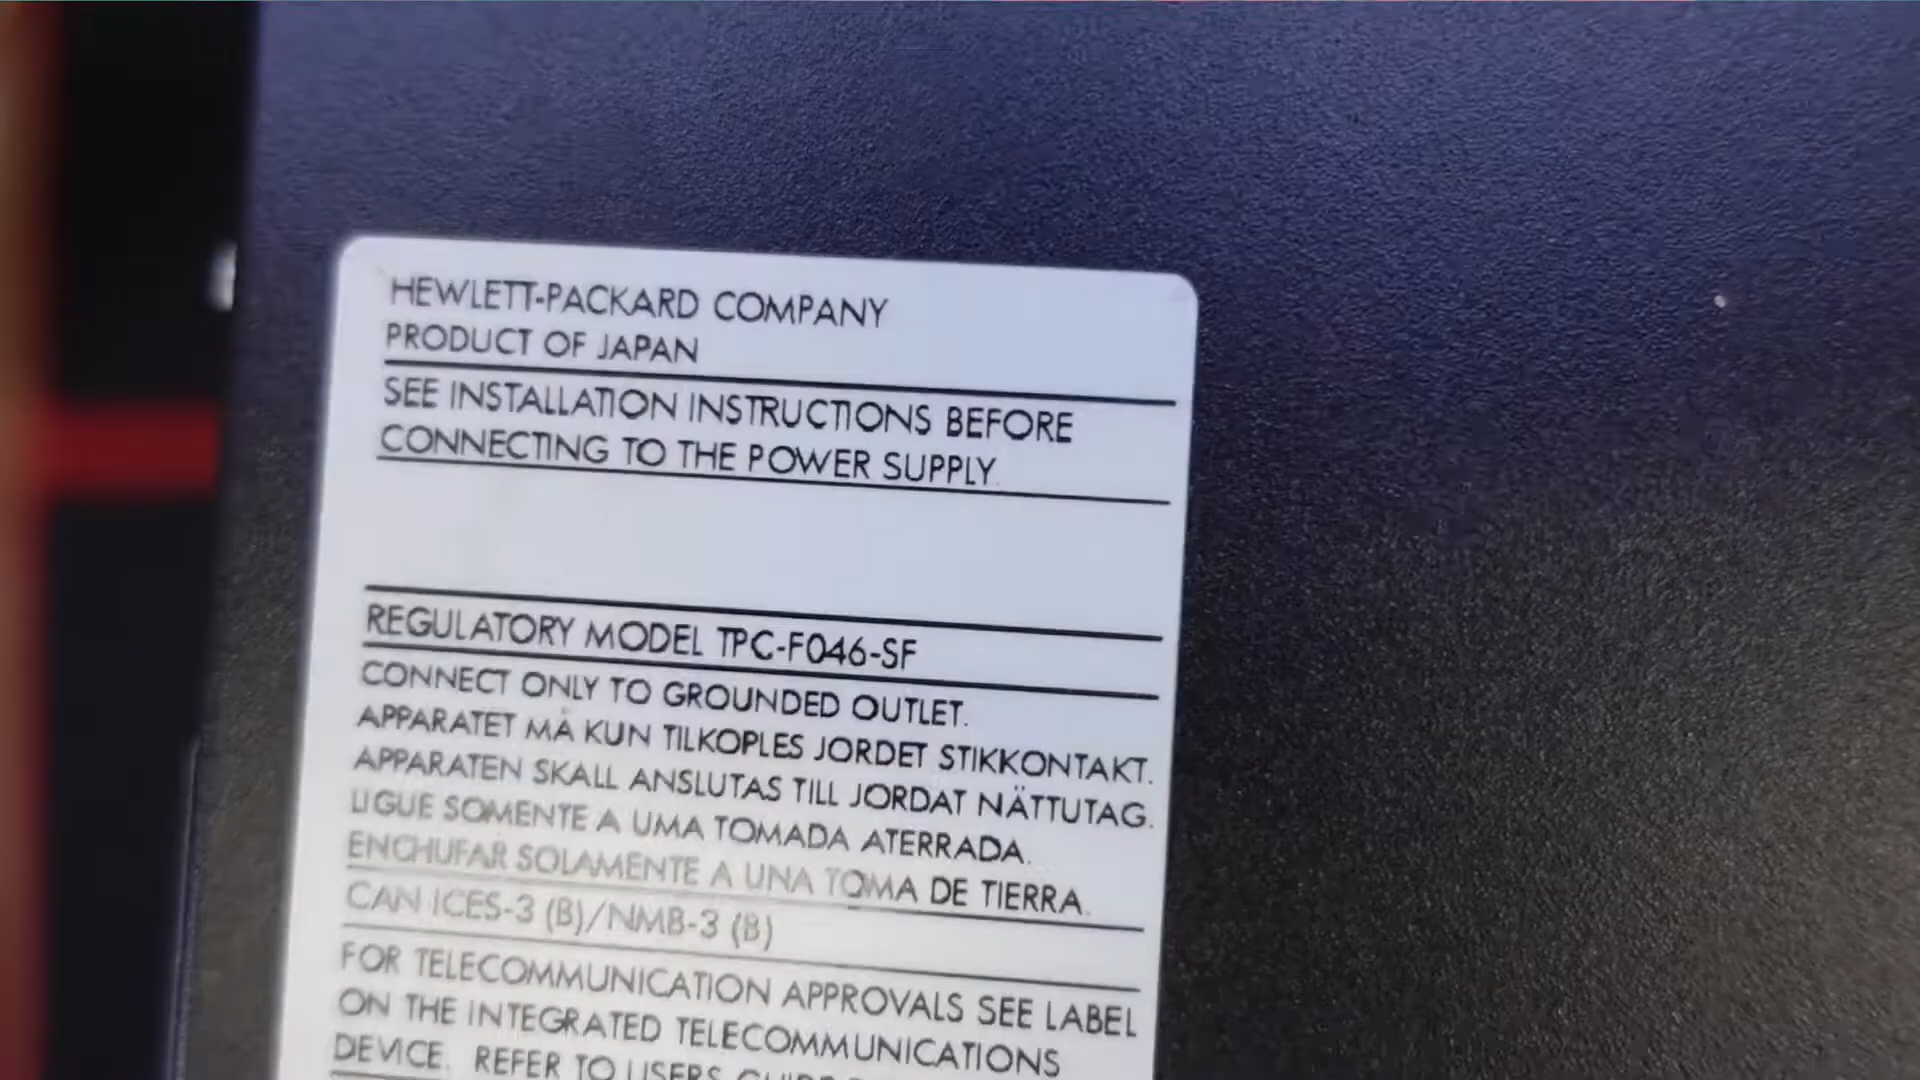 HEWLETT-PACKARD COMPANY
PRODUCT OF JAPAN
SEE INSTALLATION INSTRUCTIONS BEFORE
CONNECTING TO THE POWER SUPPLY.
REGULATORY MODEL TPC-F046-SF
CONNECT ONLY TO GROUNDED OUTLET.
APPARATET MÅ KUN TILKOPLES JORDET STIKKONTAKT.
APPARATEN SKALL ANSLUTAS TILL JORDAT NÄTTUTAG.
LIGUE SOMENTE A UMA TOMADA ATERRADA.
ENCHUFAR SOLAMENTE A UNA TOMA DE TIERRA.
CAN ICES-3 (B)/NMB-3 (B)
FOR TELECOMMUNICATION APPROVALS SEE LABEL
ON THE INTEGRATED TELECOMMUNICATIONS
DEVICE. REFER TO USERS